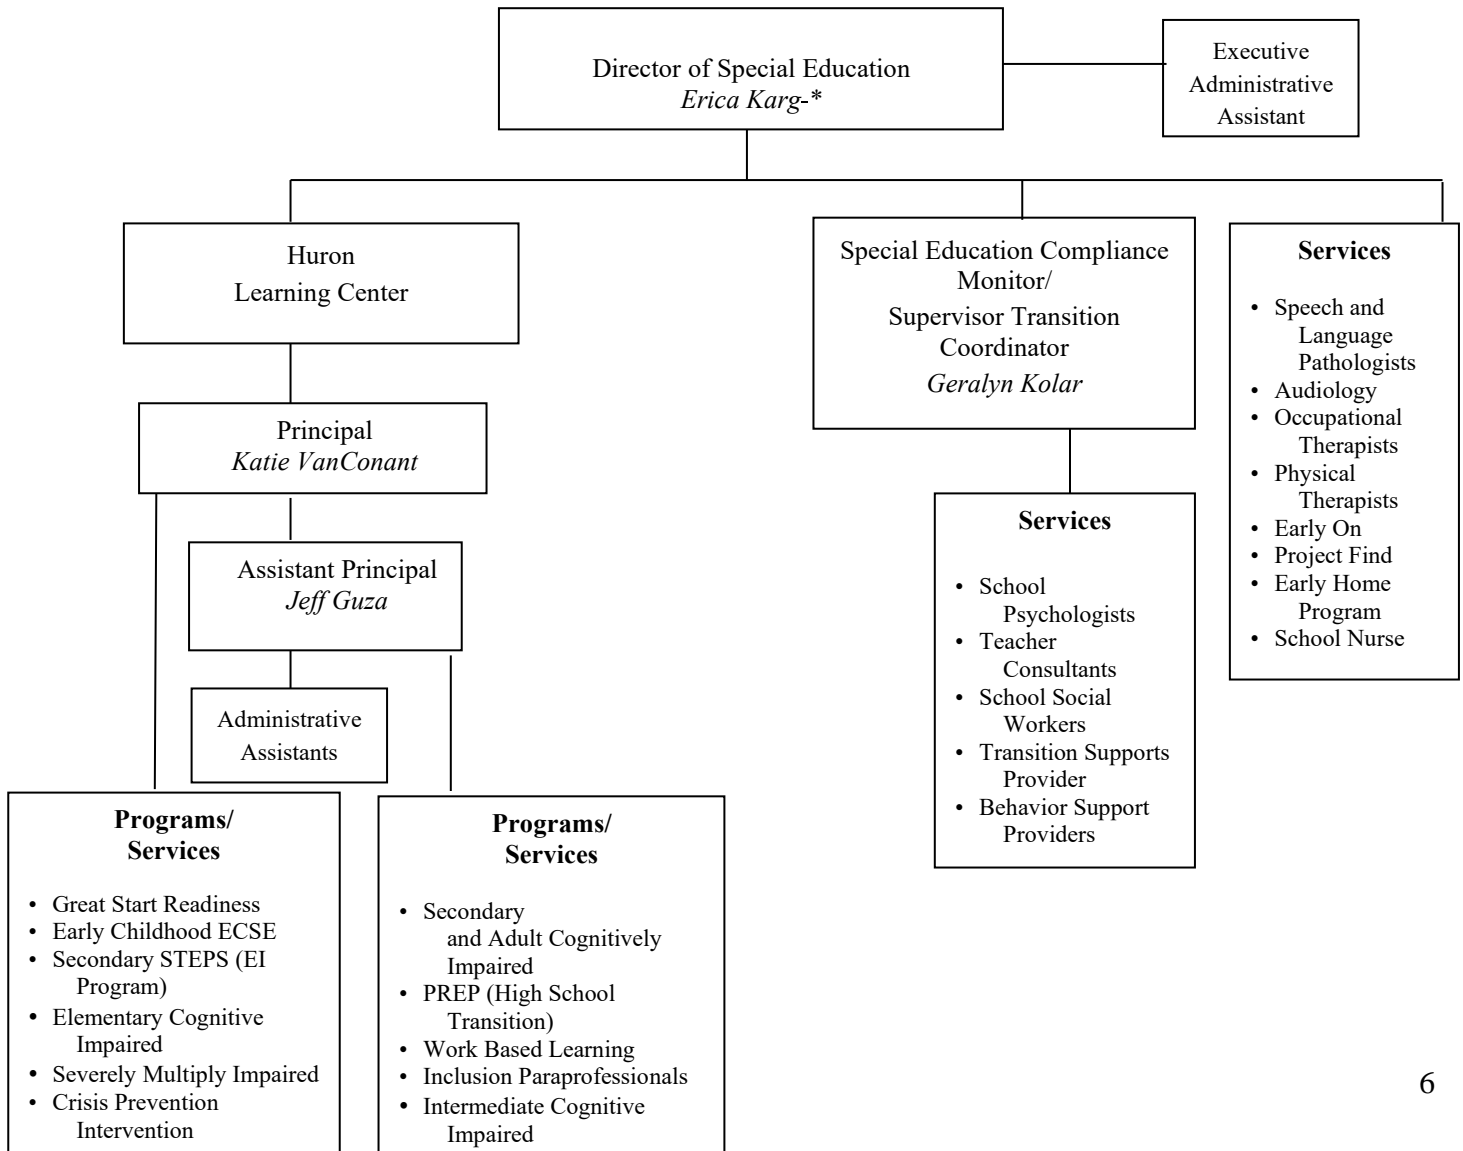 Director of Special Education
Erica Karg-*
Executive
Administrative
Assistant
Huron
Learning Center
Principal
Katie VanConant
Assistant Principal
Jeff Guza
Administrative
Assistants
Programs/
Services
• Great Start Readiness
• Early Childhood ECSE
• Secondary STEPS (EI
Program)
• Elementary Cognitive
Impaired
• Severely Multiply Impaired
• Crisis Prevention
Intervention
Programs/
Services
• Secondary
and Adult Cognitively
Impaired
• PREP (High School
Transition)
• Work Based Learning
• Inclusion Paraprofessionals
• Intermediate Cognitive
Impaired
Special Education Compliance
Monitor/
Supervisor Transition
Coordinator
Geralyn Kolar
Services
• School
Psychologists
• Teacher
Consultants
• School Social
Workers
• Transition Supports
Provider
• Behavior Support
Providers
Services
• Speech and
Language
Pathologists
• Audiology
• Occupational
Therapists
• Physical
Therapists
• Early On
• Project Find
• Early Home
Program
• School Nurse
6